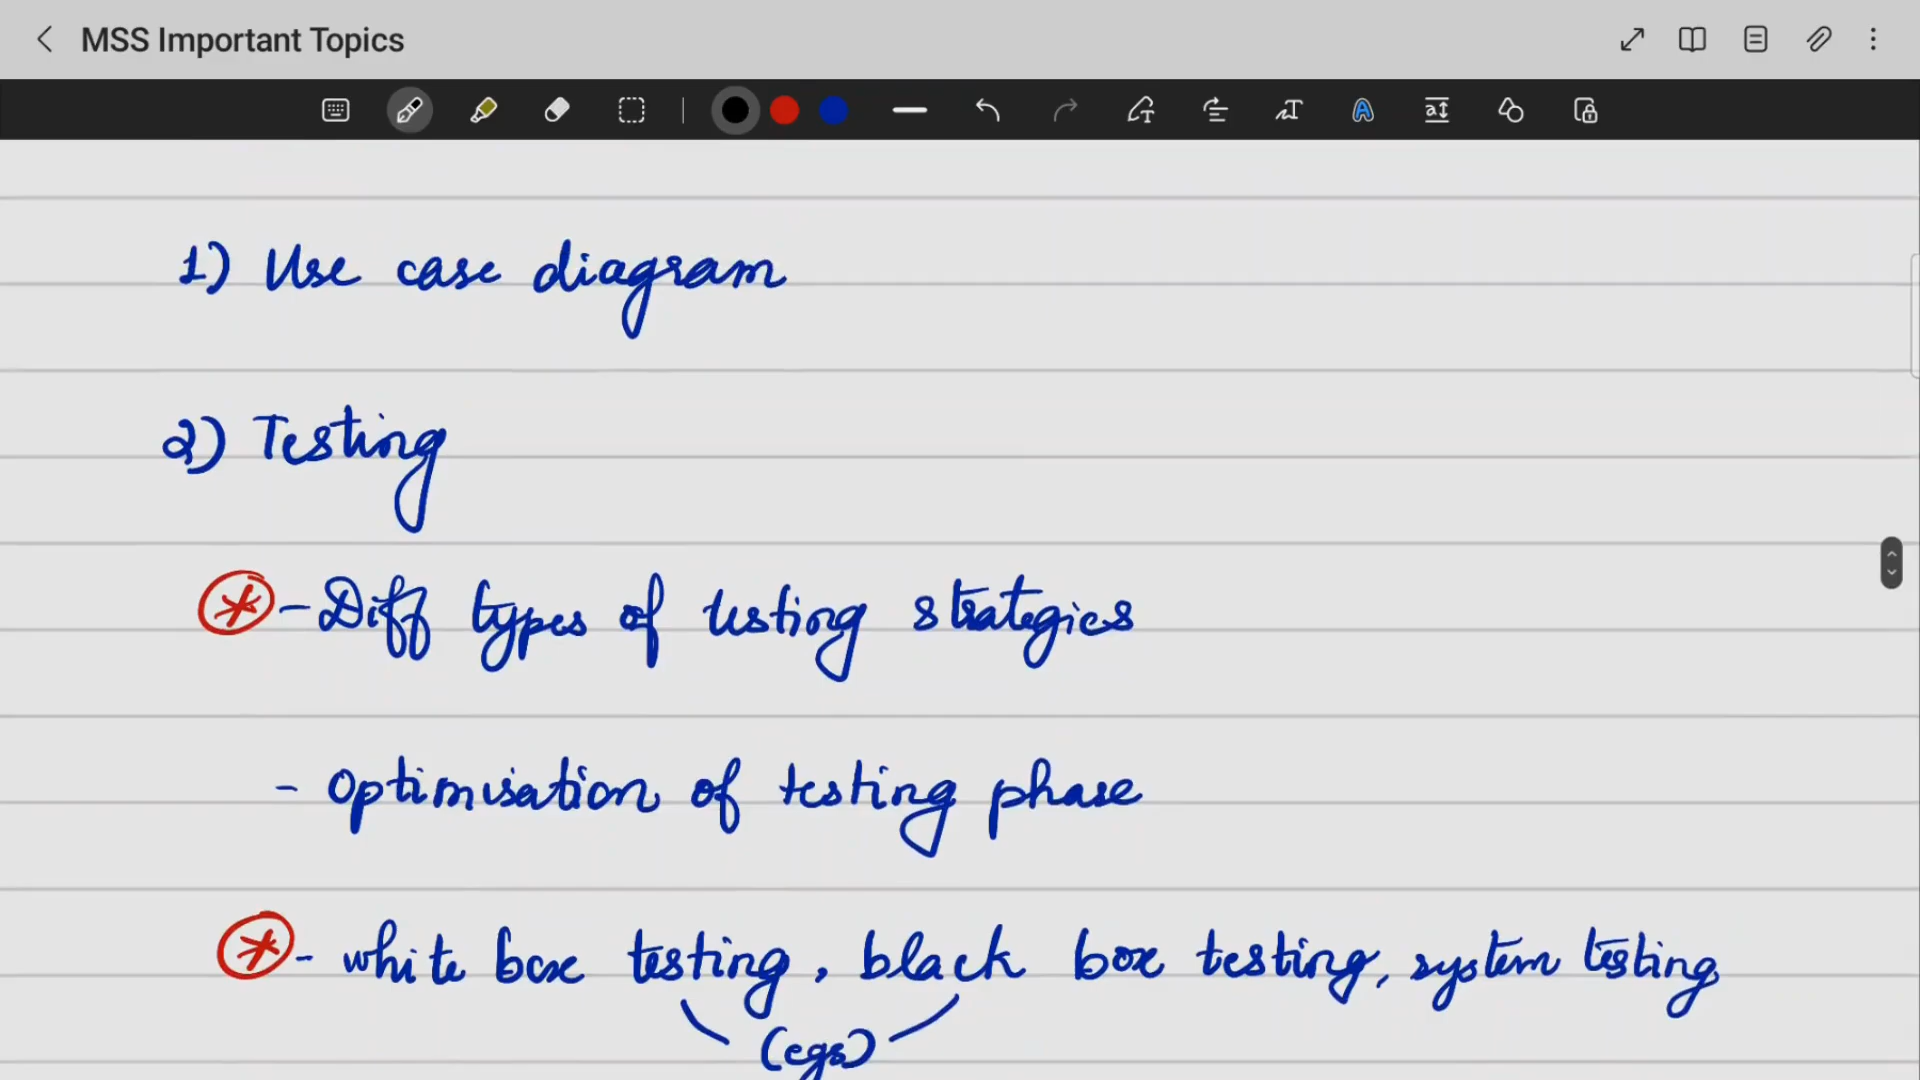 MSS Important Topics
1) Use case diagram
2) Testing
* - Diff types of testing strategies
- Optimisation of testing phase
* - white box testing, black box testing, system testing
(egs)